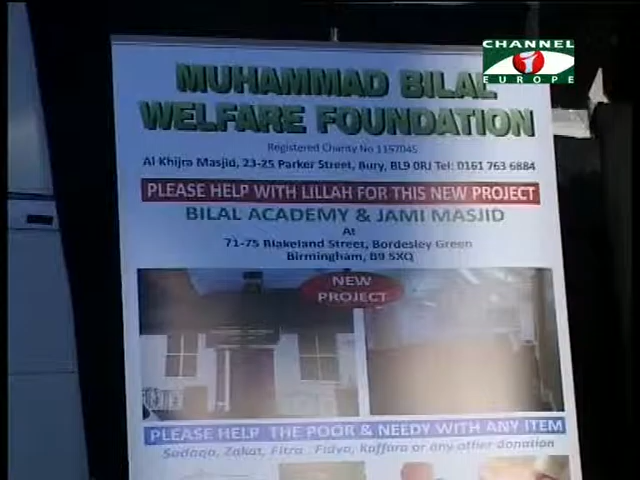 CHANNEL
i
EUROPE
MUHAMMAD BILAL
WELFARE FOUNDATION
Registered Charity No 1157045
Al Khijra Masjid, 23-25 Parker Street, Bury, BL9 0RJ Tel: 0161 763 6884
PLEASE HELP WITH LILLAH FOR THIS NEW PROJECT
BILAL ACADEMY & JAMI MASJID
At
71-75 Blakeland Street, Bordesley Green
Birmingham, B9 5XQ
NEW
PROJECT
PLEASE HELP THE POOR & NEEDY WITH ANY ITEM
Sadaqa, Zakat, Fitra, Fidya, Kaffara or any other donation